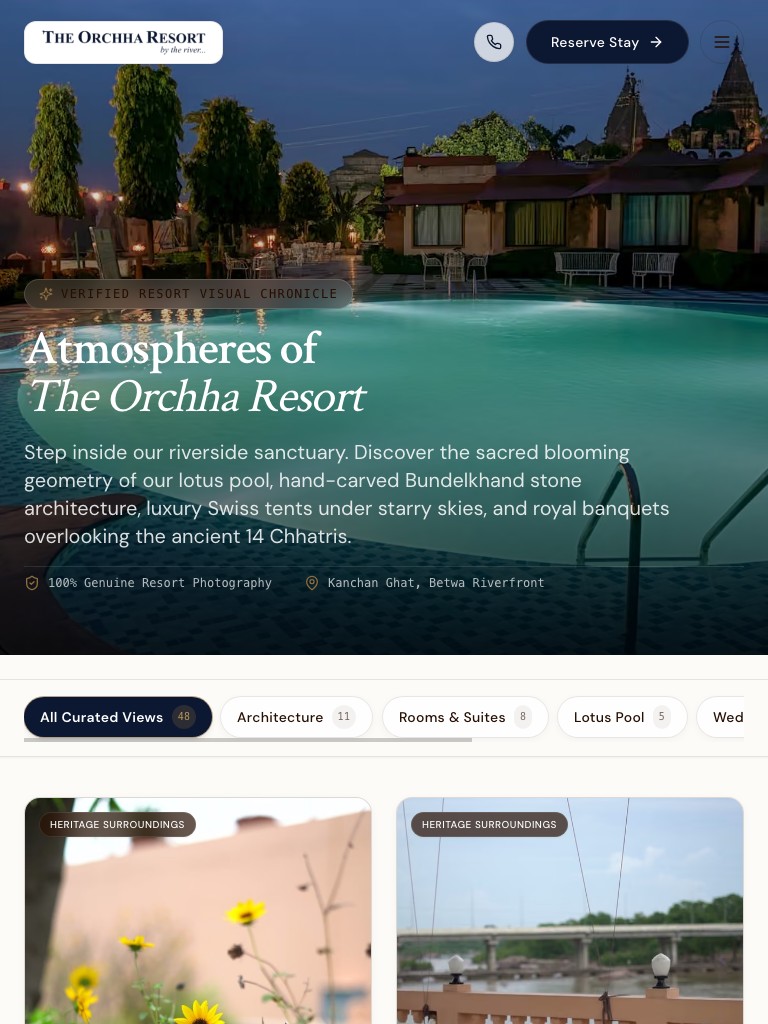 THE ORCHHA RESORT
by the river...
Reserve Stay
VERIFIED RESORT VISUAL CHRONICLE
Atmospheres of
The Orchha Resort
Step inside our riverside sanctuary. Discover the sacred blooming
geometry of our lotus pool, hand-carved Bundelkhand stone
architecture, luxury Swiss tents under starry skies, and royal banquets
overlooking the ancient 14 Chhatris.
100% Genuine Resort Photography
Kanchan Ghat, Betwa Riverfront
All Curated Views 48
Architecture 11
Rooms & Suites 8
Lotus Pool 5
Wed
HERITAGE SURROUNDINGS
HERITAGE SURROUNDINGS